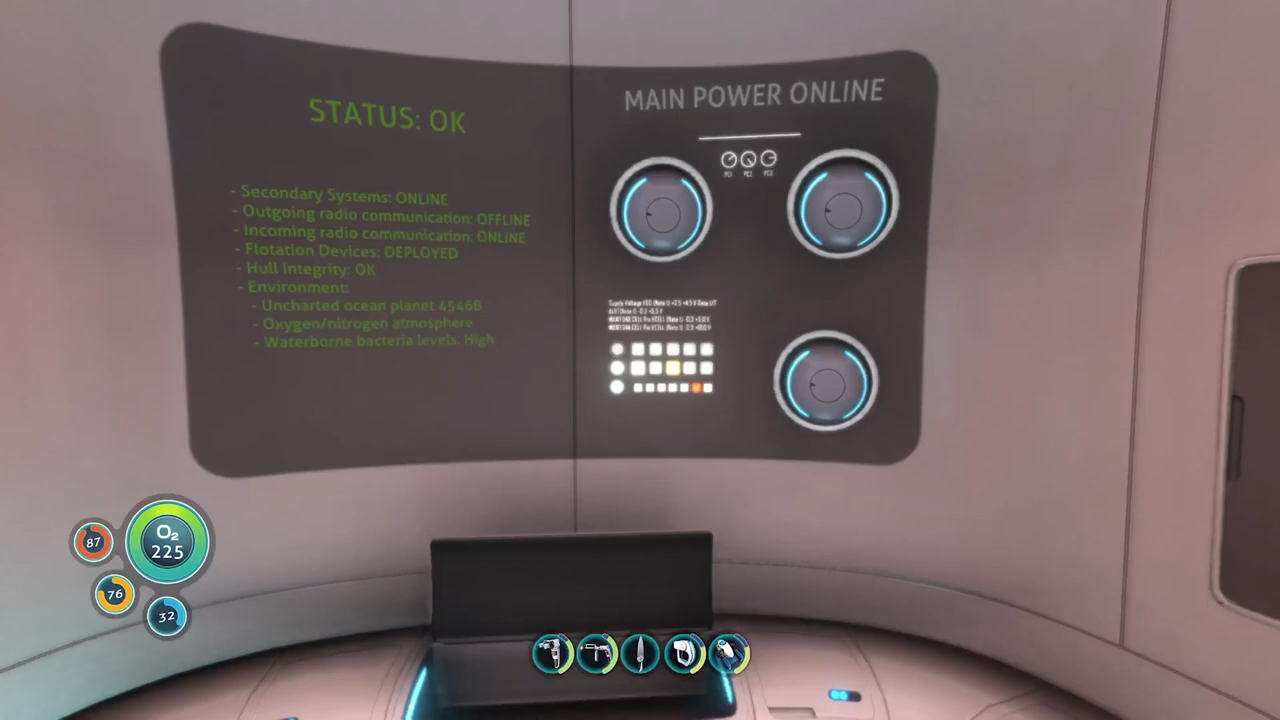 STATUS: OK
- Secondary Systems: ONLINE
- Outgoing radio communication: OFFLINE
- Incoming radio communication: ONLINE
- Flotation Devices: DEPLOYED
- Hull Integrity: OK
- Environment:
- Uncharted ocean planet 4546B
- Oxygen/nitrogen atmosphere
- Waterborne bacteria levels: High
MAIN POWER ONLINE
O₂
225
87
76
32